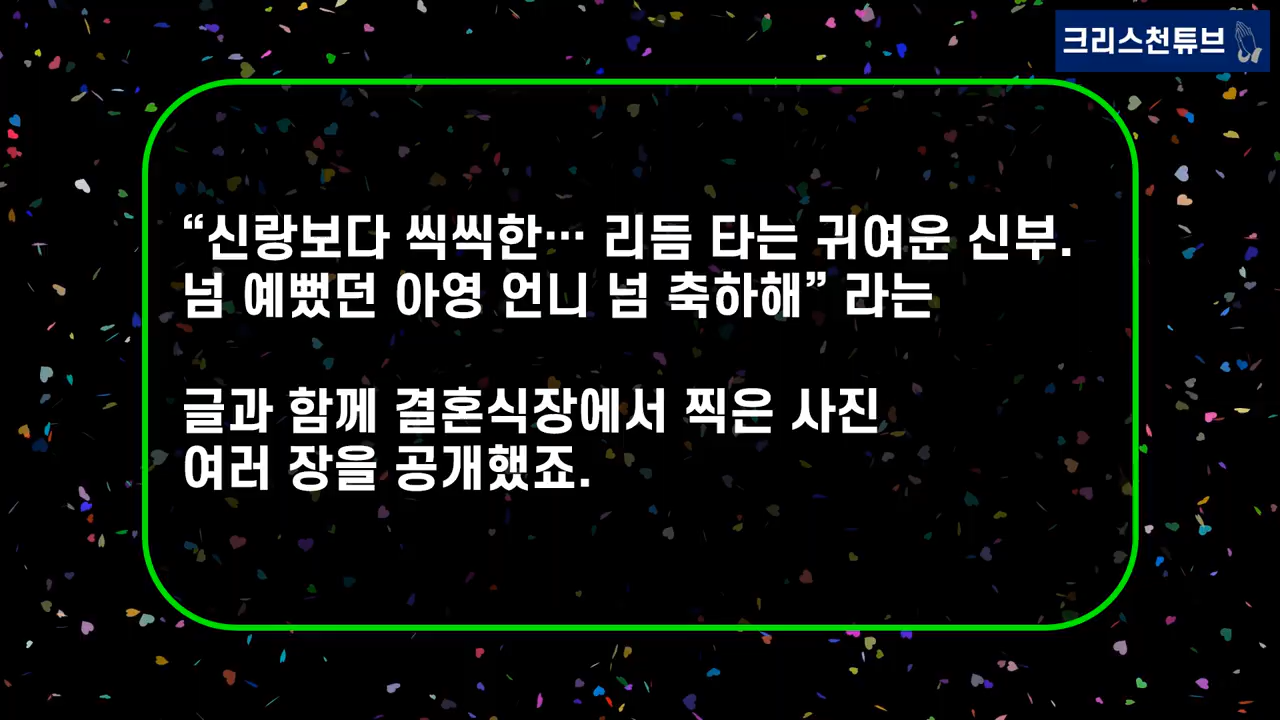 크리스천튜브
“신랑보다 씩씩한… 리듬 타는 귀여운 신부.
넘 예뻤던 아영 언니 넘 축하해” 라는
글과 함께 결혼식장에서 찍은 사진
여러 장을 공개했죠.